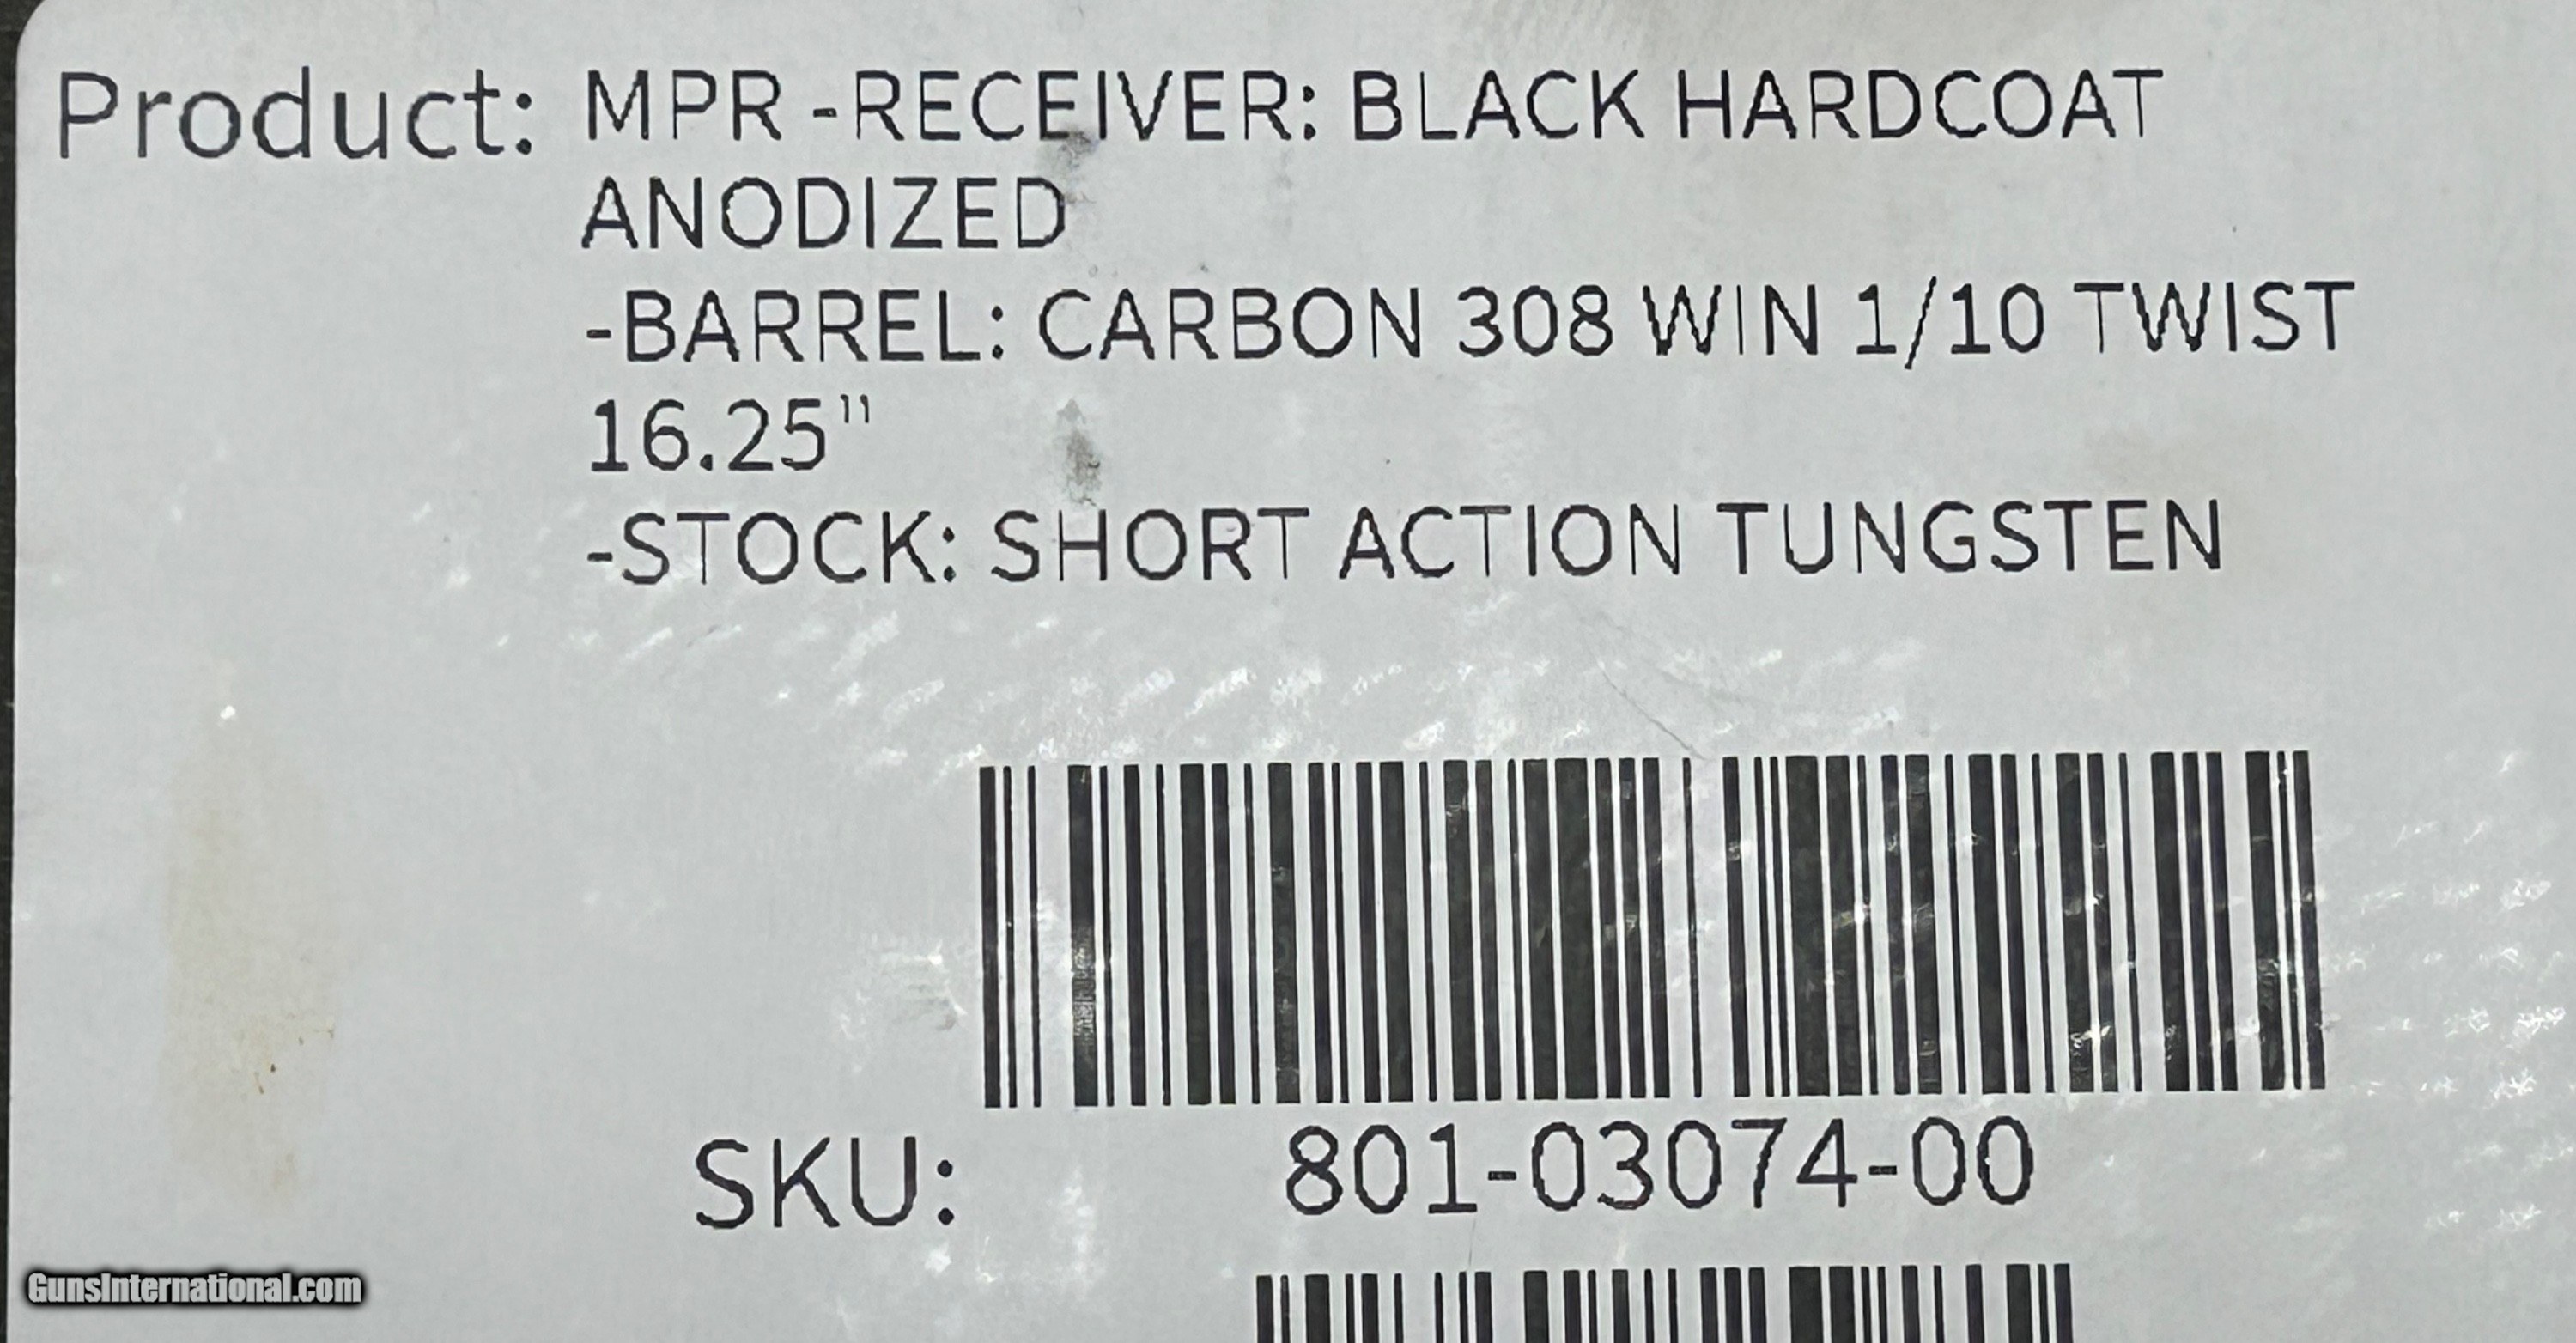 Product: MPR -RECEIVER: BLACK HARDCOAT
ANODIZED
-BARREL: CARBON 308 WIN 1/10 TWIST
16.25"
-STOCK: SHORT ACTION TUNGSTEN
SKU: 801-03074-00
GunsInternational.com